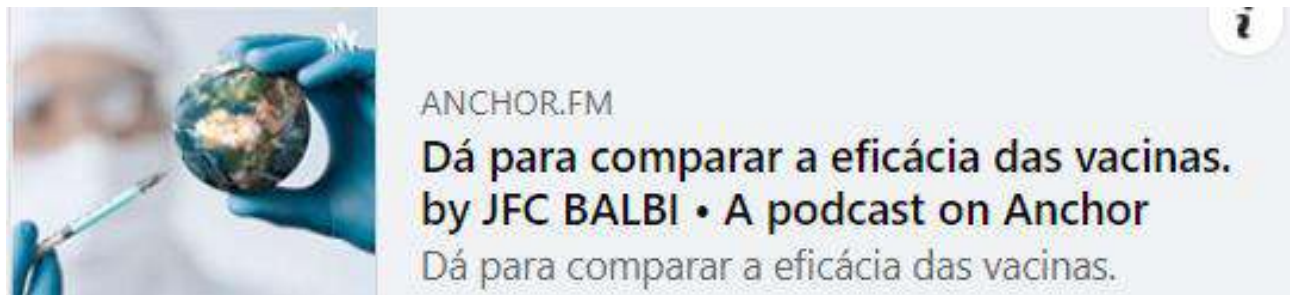 ANCHOR.FM
Dá para comparar a eficácia das vacinas.
by JFC BALBI • A podcast on Anchor
Dá para comparar a eficácia das vacinas.